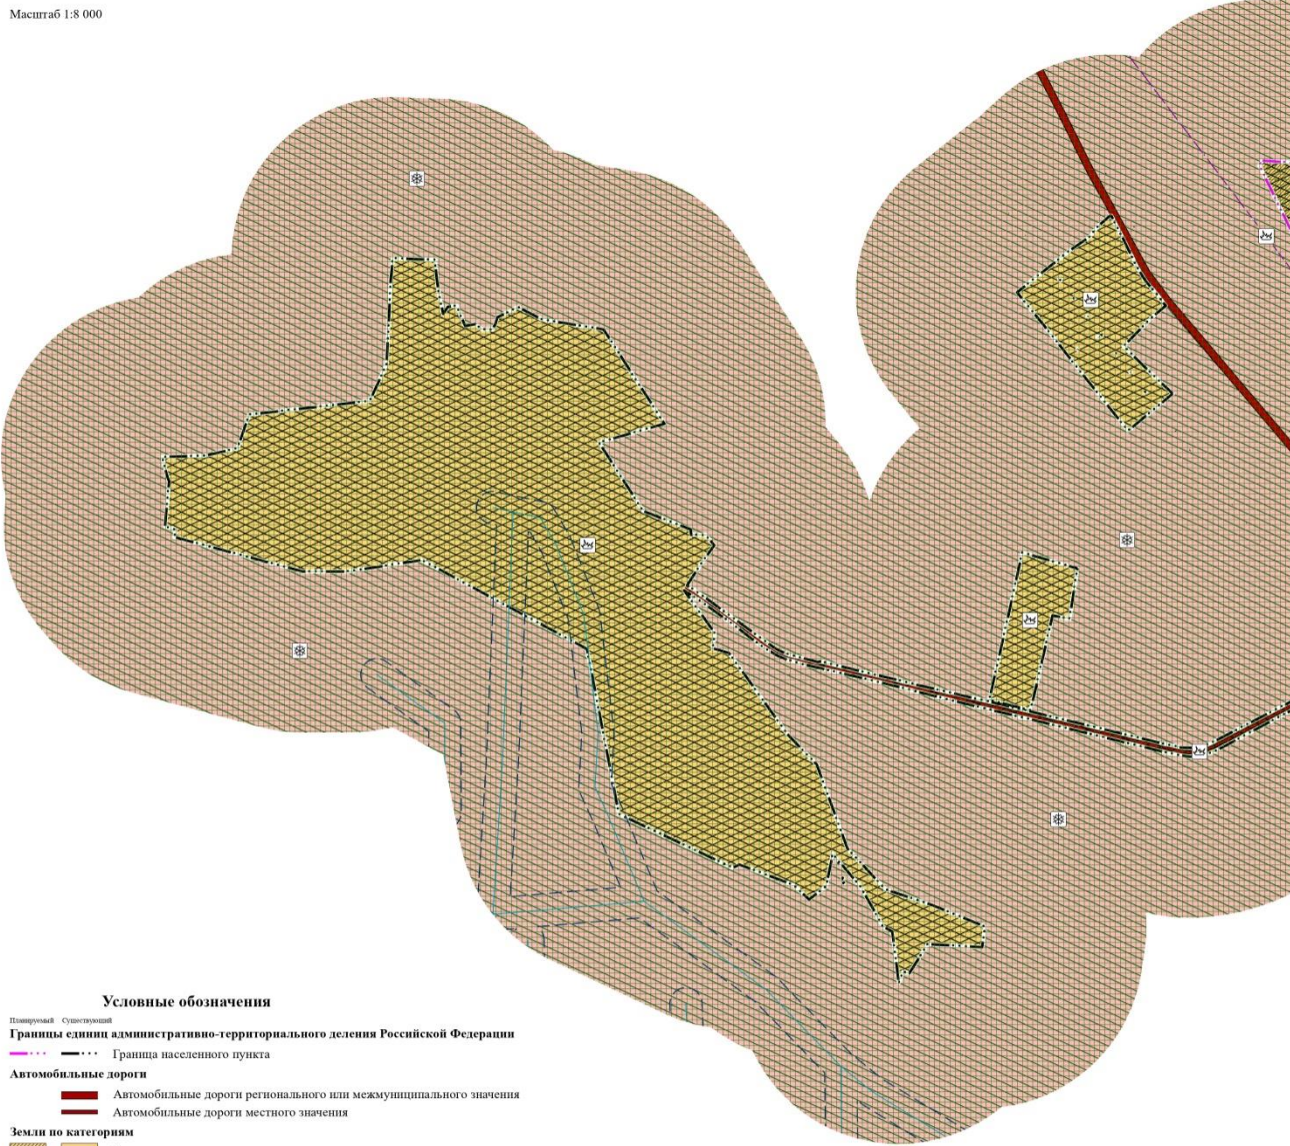 Масштаб 1:8 000
Условные обозначения
Планируемый Существующий
Границы единиц административно-территориального деления Российской Федерации
Граница населенного пункта
Автомобильные дороги
Автомобильные дороги регионального или межмуниципального значения
Автомобильные дороги местного значения
Земли по категориям